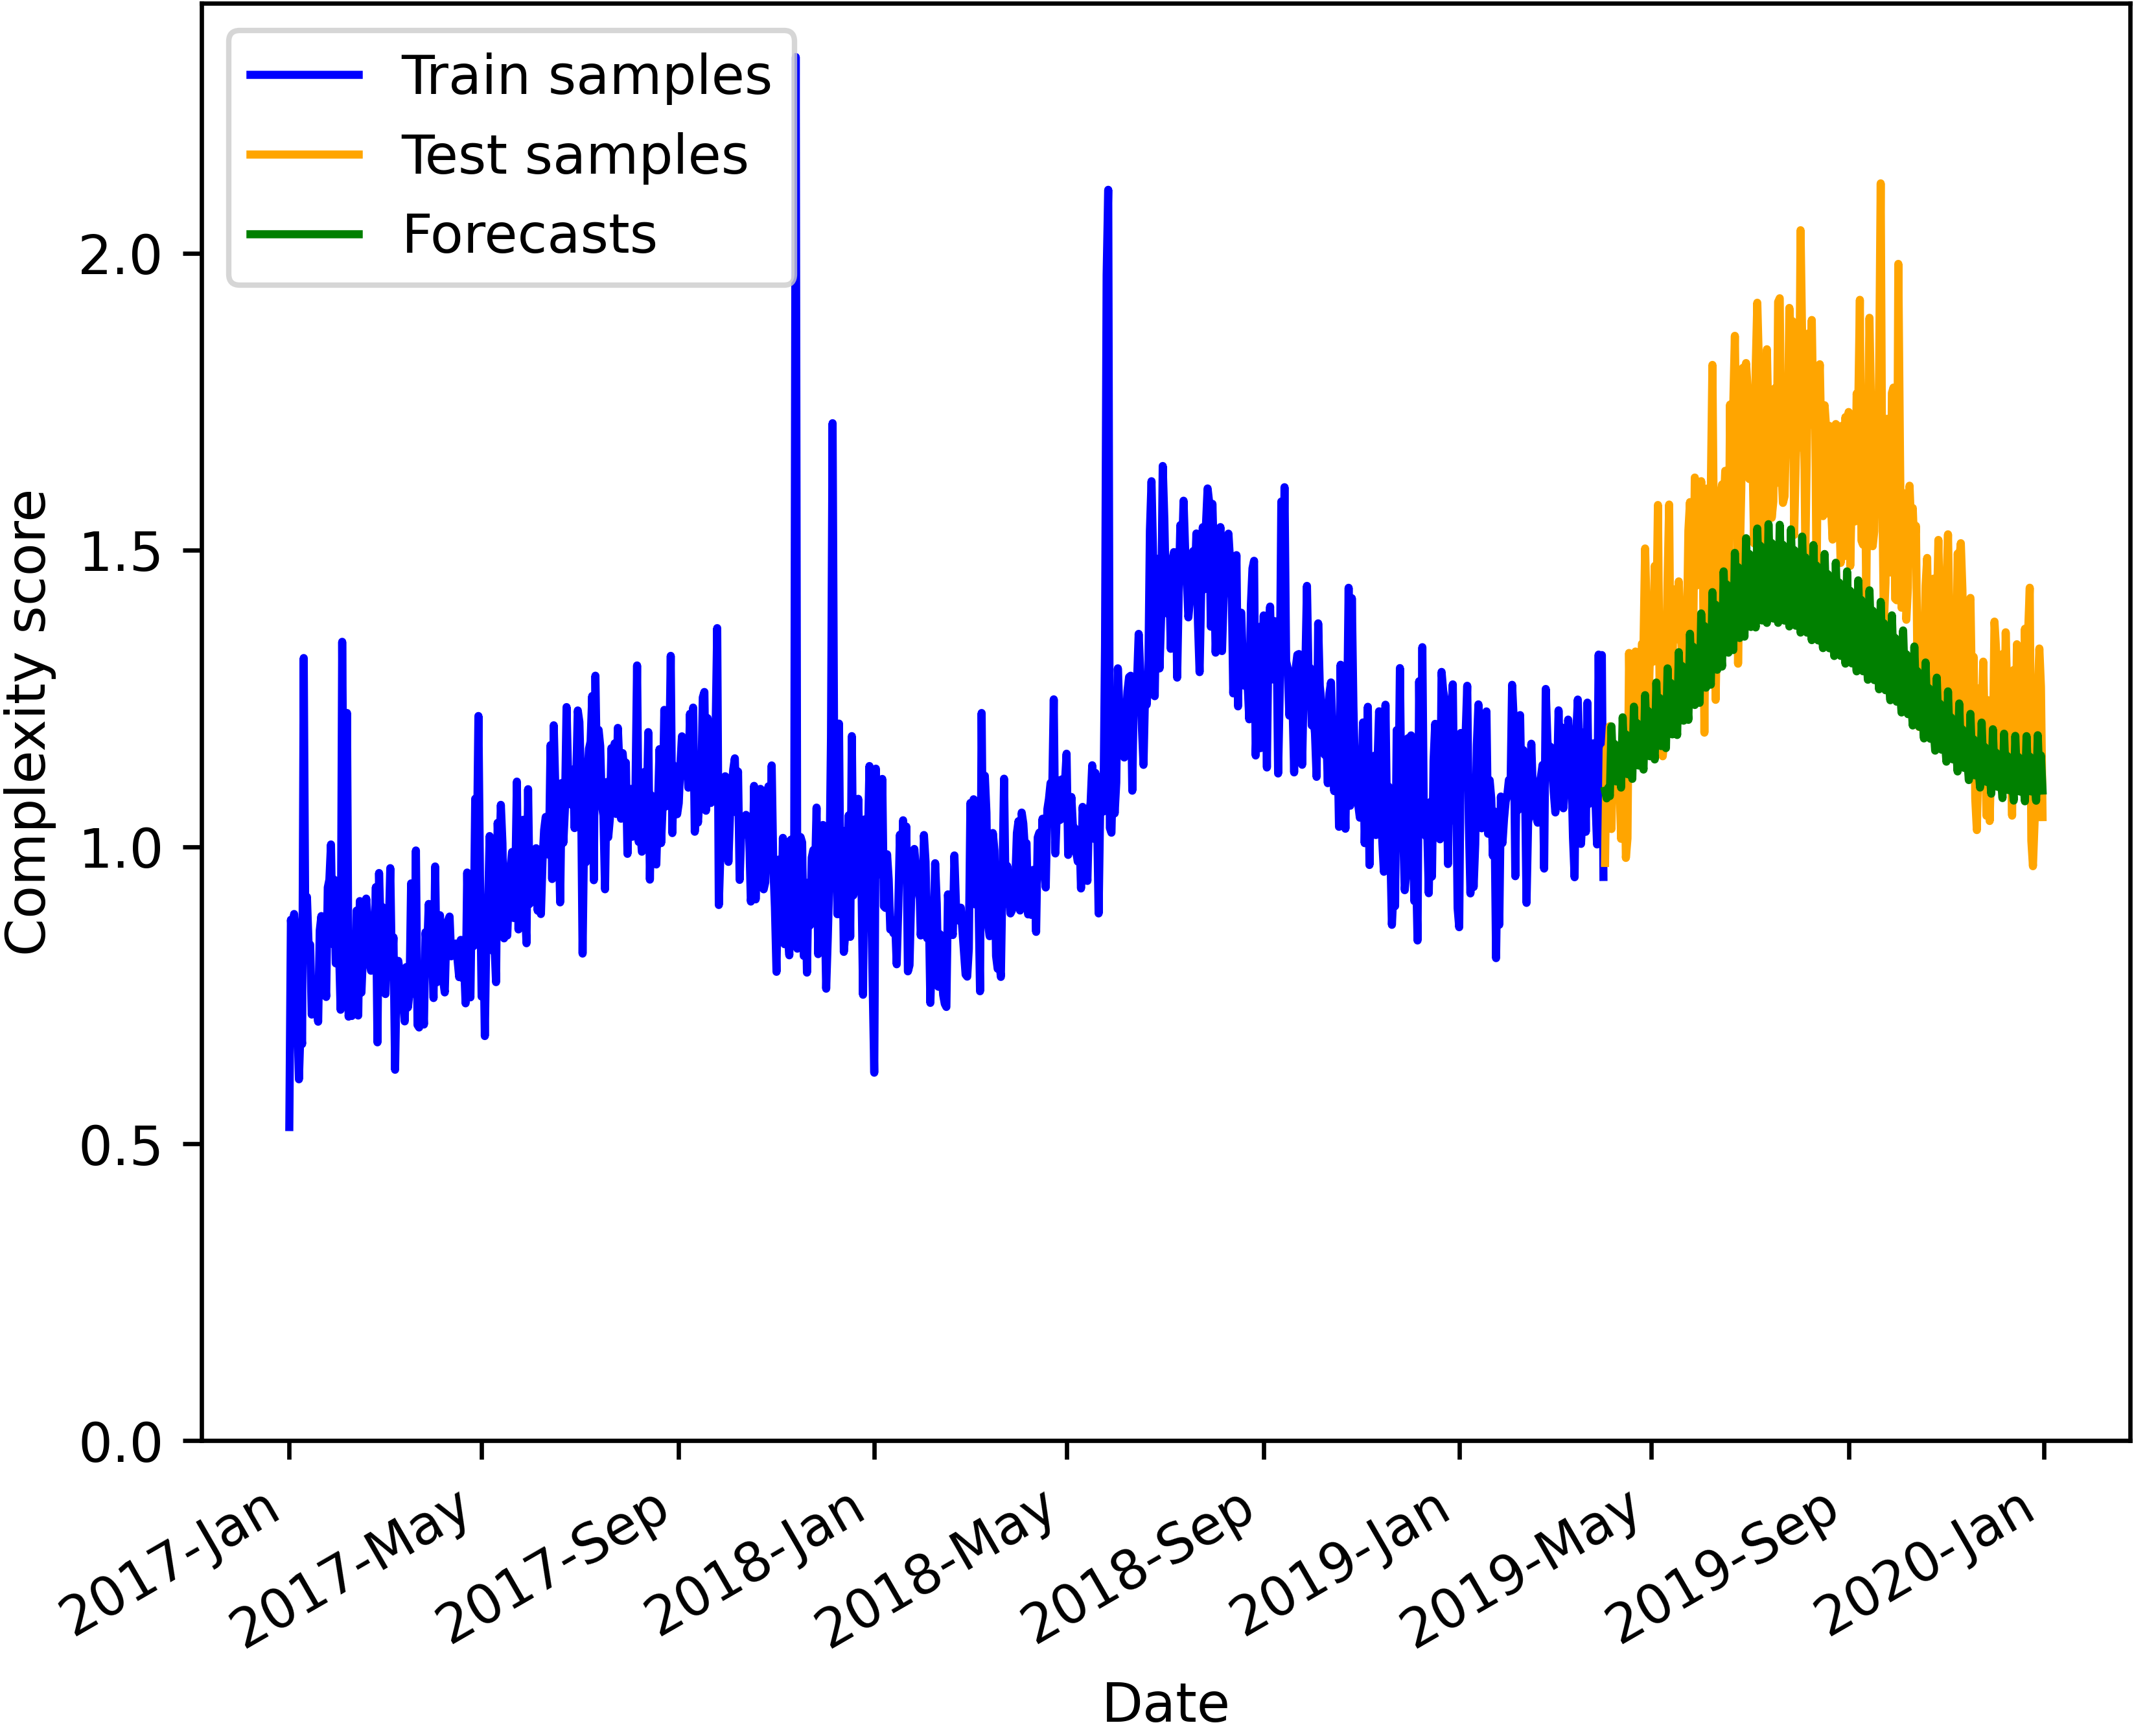 Train samples
Test samples
Forecasts
Complexity score
2.0
1.5
1.0
0.5
0.0
2017-Jan
2017-May
2017-Sep
2018-Jan
2018-May
2018-Sep
2019-Jan
2019-May
2019-Sep
2020-Jan
Date